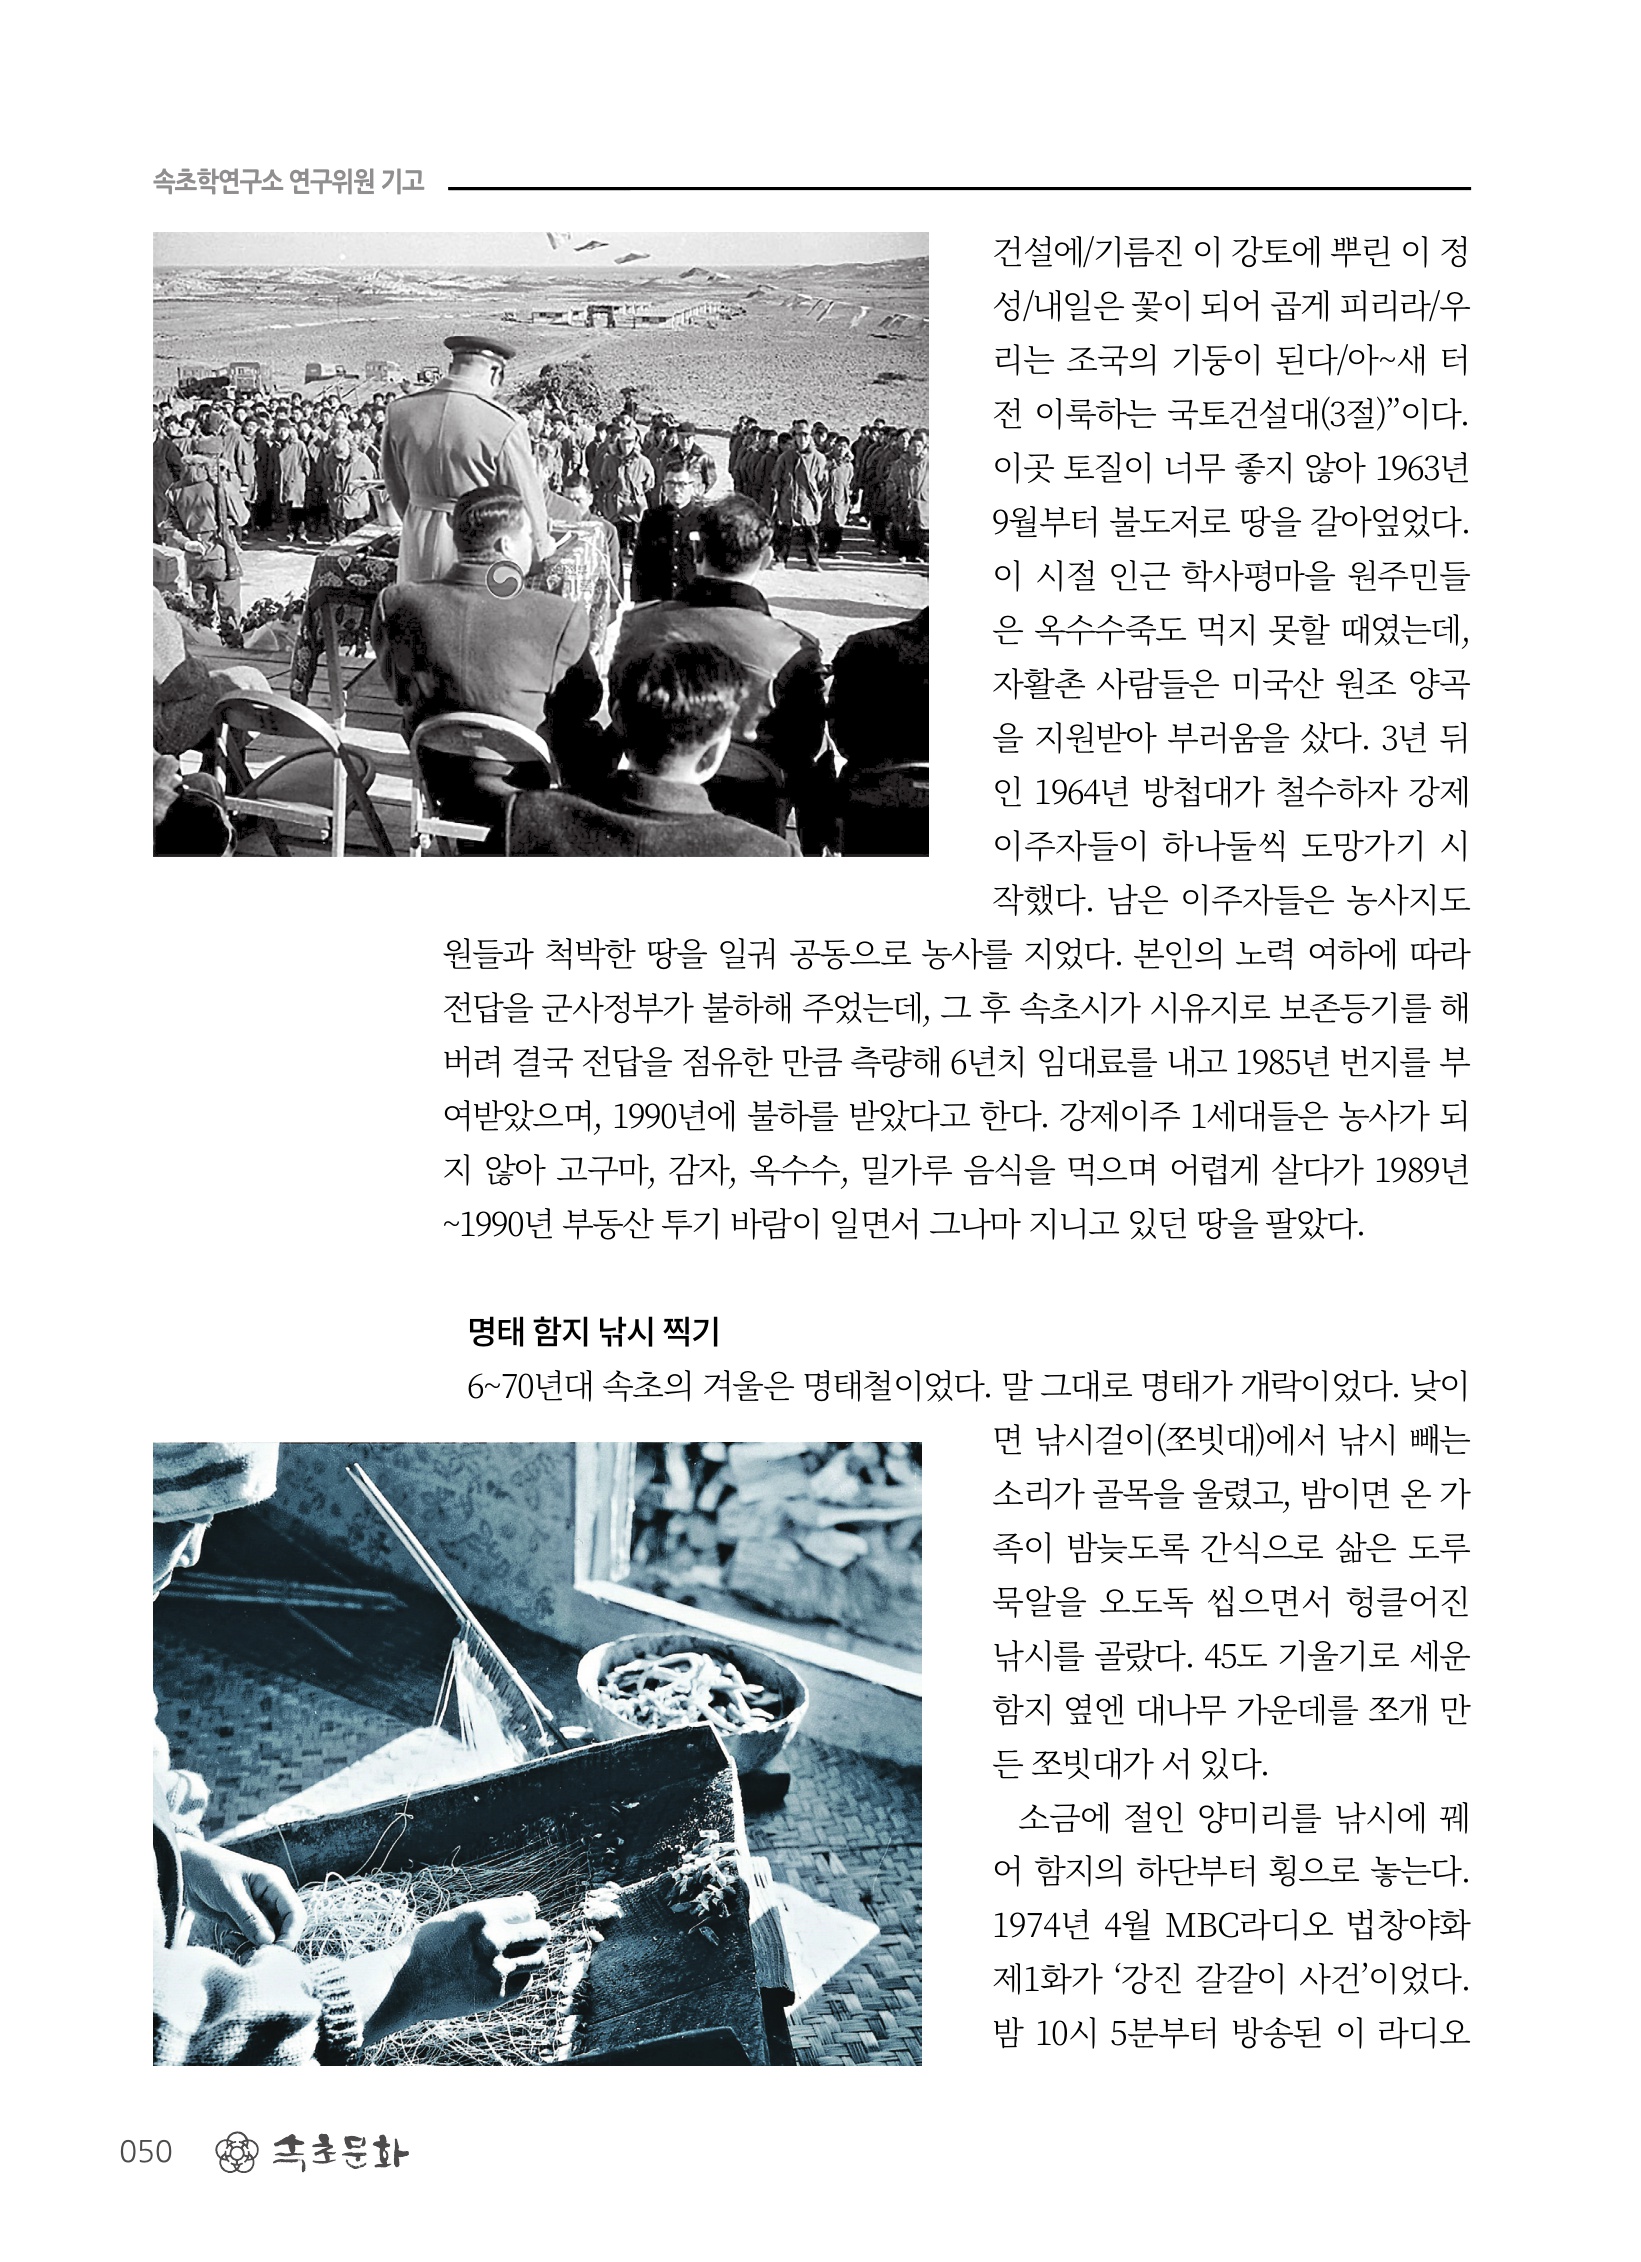 속초학연구소 연구위원 기고
건설에/기름진 이 강토에 뿌린 이 정
성/내일은 꽃이 되어 곱게 피리라/우
리는 조국의 기둥이 된다/아~새 터
전 이룩하는 국토건설대(3절)”이다.
이곳 토질이 너무 좋지 않아 1963년
9월부터 불도저로 땅을 갈아엎었다.
이 시절 인근 학사평마을 원주민들
은 옥수수죽도 먹지 못할 때였는데,
자활촌 사람들은 미국산 원조 양곡
을 지원받아 부러움을 샀다. 3년 뒤
인 1964년 방첩대가 철수하자 강제
이주자들이 하나둘씩 도망가기 시
작했다. 남은 이주자들은 농사지도
원들과 척박한 땅을 일궈 공동으로 농사를 지었다. 본인의 노력 여하에 따라
전답을 군사정부가 불하해 주었는데, 그 후 속초시가 시유지로 보존등기를 해
버려 결국 전답을 점유한 만큼 측량해 6년치 임대료를 내고 1985년 번지를 부
여받았으며, 1990년에 불하를 받았다고 한다. 강제이주 1세대들은 농사가 되
지 않아 고구마, 감자, 옥수수, 밀가루 음식을 먹으며 어렵게 살다가 1989년
~1990년 부동산 투기 바람이 일면서 그나마 지니고 있던 땅을 팔았다.
명태 함지 낚시 찍기
6~70년대 속초의 겨울은 명태철이었다. 말 그대로 명태가 개락이었다. 낮이
면 낚시걸이(쪼빗대)에서 낚시 빼는
소리가 골목을 울렸고, 밤이면 온 가
족이 밤늦도록 간식으로 삶은 도루
묵알을 오도독 씹으면서 헝클어진
낚시를 골랐다. 45도 기울기로 세운
함지 옆엔 대나무 가운데를 쪼개 만
든 쪼빗대가 서 있다.
소금에 절인 양미리를 낚시에 꿰
어 함지의 하단부터 횡으로 놓는다.
1974년 4월 MBC라디오 법창야화
제1화가 ‘강진 갈갈이 사건’이었다.
밤 10시 5분부터 방송된 이 라디오
050 속초문화